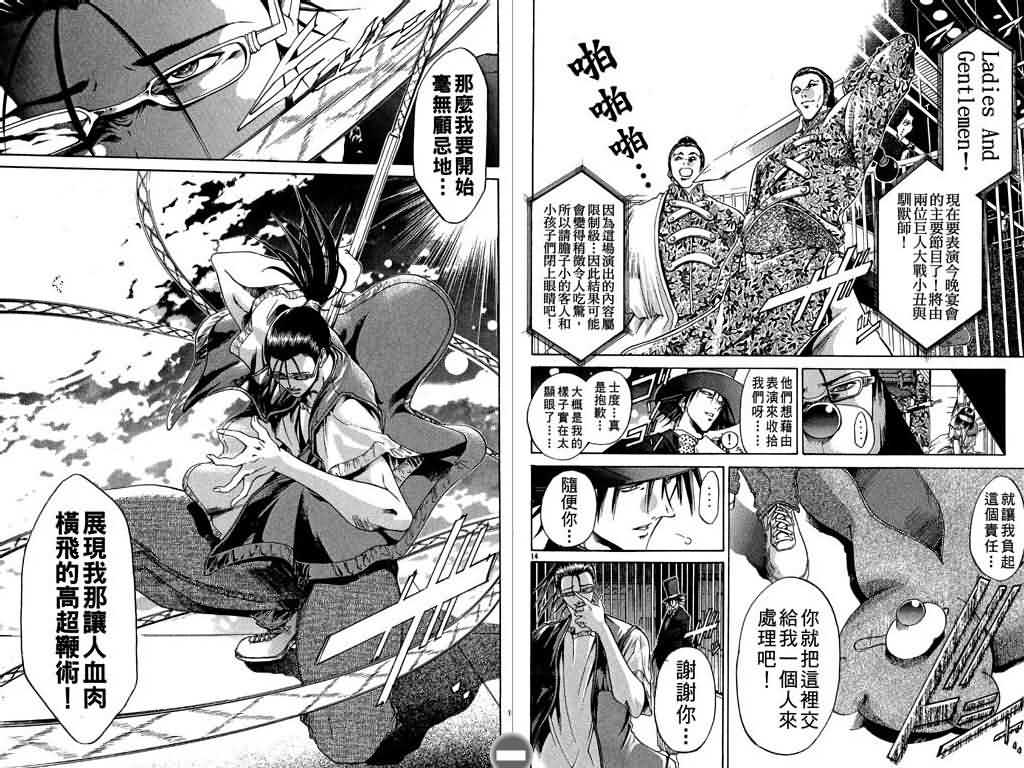 Ladies And
Gentlemen！
現在要表演今晚宴會
的主要節目了！將由
兩位巨人大戰小丑與
馴獸師！
啪啪啪…
因為這場演出的內容屬
限制級…因此結果可能
會變得稍微令人吃驚，
所以請膽子小的客人和
小孩子們閉上眼睛吧！
他們想藉由
表演來收拾
我們呀……
……
！
士度…真
是抱歉…
大概是我的
樣子實在太
顯眼了……
就讓我負起
這個責任…
你就把這裡交
給我一個人來
處理吧！
…
隨便你…
14
謝謝你…
那麼我要開始
毫無顧忌地…
展現我那讓人血肉
橫飛的高超鞭術！